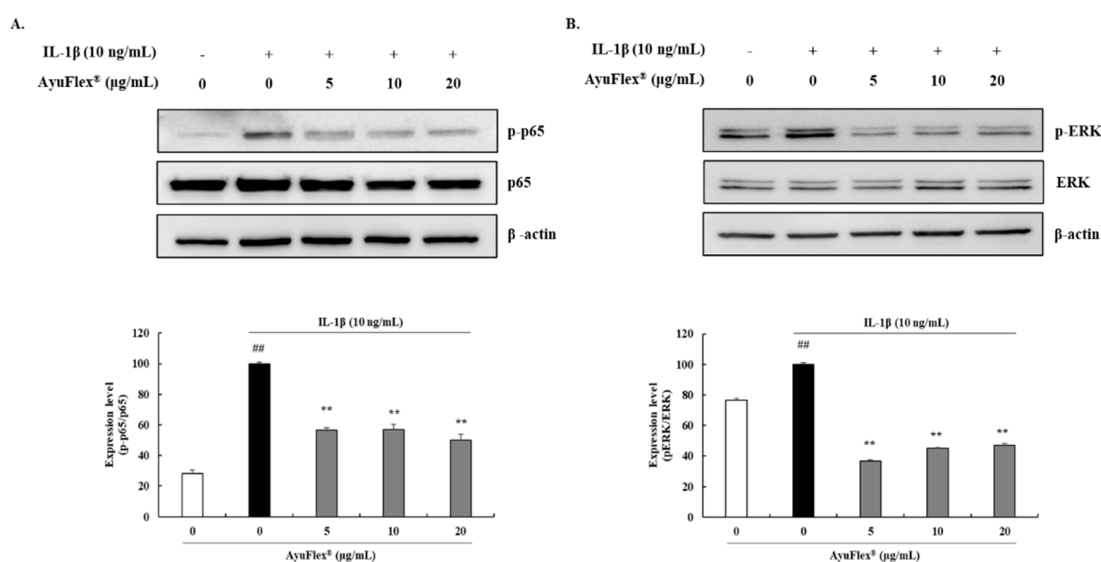 A.
IL-1β (10 ng/mL) - + + + +
AyuFlex® (μg/mL) 0 0 5 10 20
p-p65
p65
β -actin
IL-1β (10 ng/mL)
Expression level
(p-p65/p65)
120
100
80
60
40
20
0
##
**
**
**
0 0 5 10 20
AyuFlex® (μg/mL)
B.
IL-1β (10 ng/mL) - + + + +
AyuFlex® (μg/mL) 0 0 5 10 20
p-ERK
ERK
β-actin
IL-1β (10 ng/mL)
Expression level
(pERK/ERK)
120
100
80
60
40
20
0
##
**
**
**
0 0 5 10 20
AyuFlex® (μg/mL)